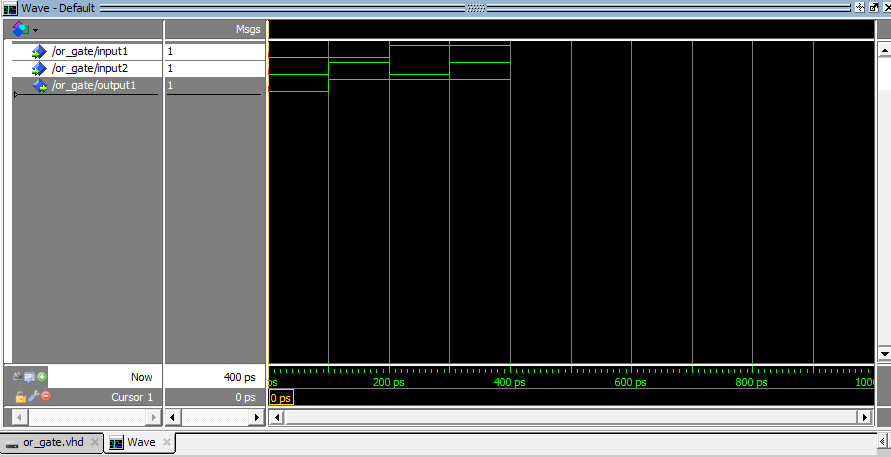 Wave - Default
Msgs
/or_gate/input1 1
/or_gate/input2 1
/or_gate/output1 1
Now 400 ps
ps 200 ps 400 ps 600 ps 800 ps 1000
Cursor 1 0 ps 0 ps
or_gate.vhd Wave